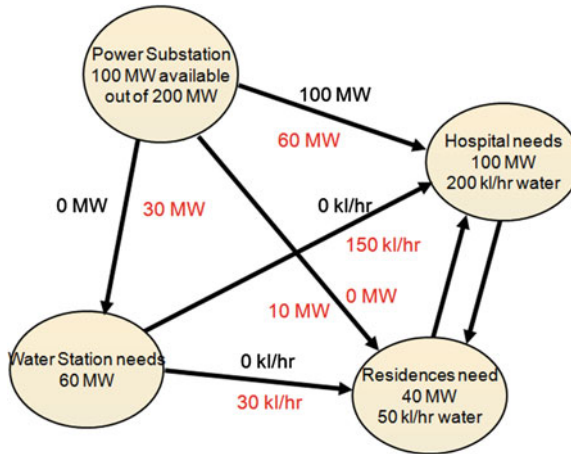 Power Substation
100 MW available
out of 200 MW
100 MW
60 MW
Hospital needs
100 MW
200 kl/hr water
0 MW
30 MW
0 kl/hr
150 kl/hr
10 MW
0 MW
Water Station needs
60 MW
0 kl/hr
30 kl/hr
Residences need
40 MW
50 kl/hr water